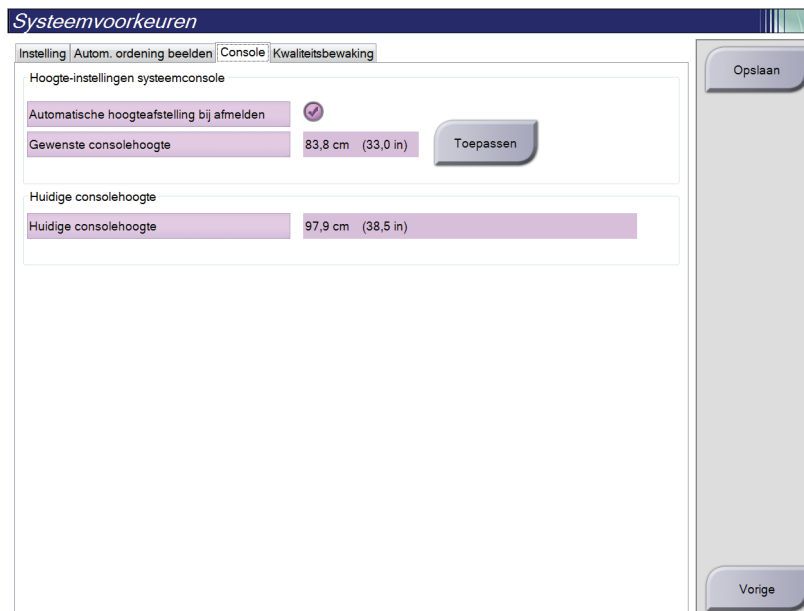 Systeemvoorkeuren
Instelling Autom. ordening beelden Console Kwaliteitsbewaking
Opslaan
Hoogte-instellingen systeemconsole
Automatische hoogteafstelling bij afmelden
Gewenste consolehoogte 83,8 cm (33,0 in) Toepassen
Huidige consolehoogte
Huidige consolehoogte 97,9 cm (38,5 in)
Vorige